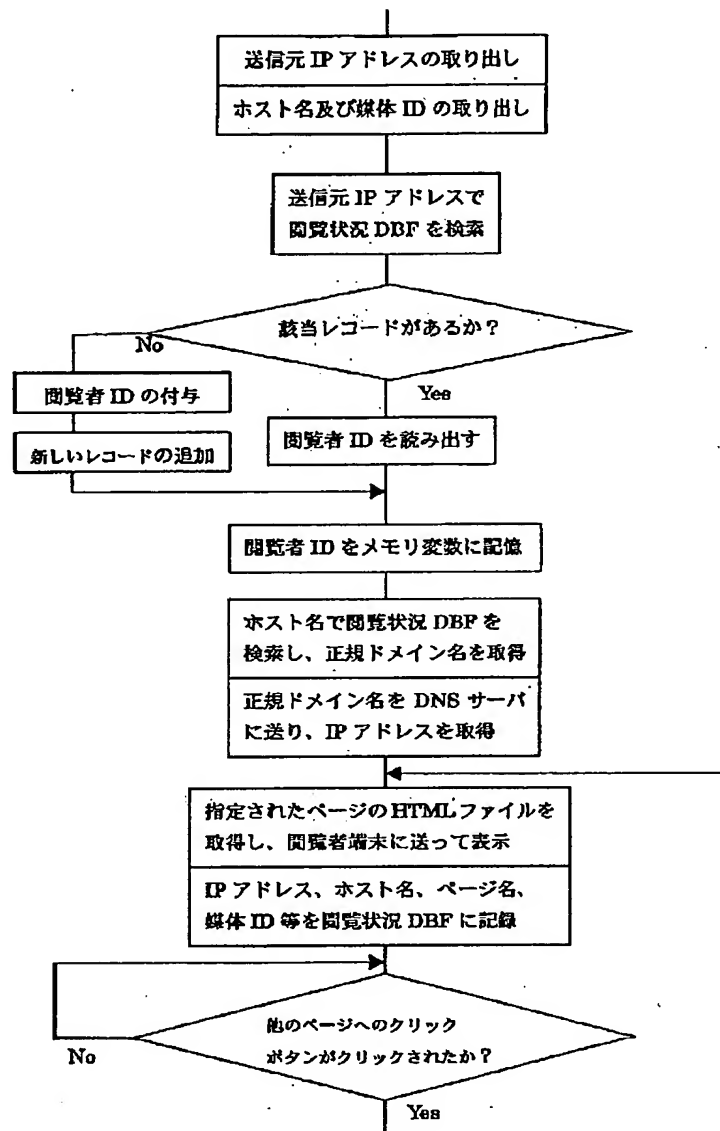 送信元 IP アドレスの取り出し
ホスト名及び媒体 ID の取り出し
送信元 IP アドレスで
閲覧状況 DBF を検索
該当レコードがあるか？
No
Yes
閲覧者 ID の付与
閲覧者 ID を読み出す
新しいレコードの追加
閲覧者 ID をメモリ変数に記憶
ホスト名で閲覧状況 DBF を
検索し、正規ドメイン名を取得
正規ドメイン名を DNS サーバ
に送り、IP アドレスを取得
指定されたページの HTML ファイルを
取得し、閲覧者端末に送って表示
IP アドレス、ホスト名、ページ名、
媒体 ID 等を閲覧状況 DBF に記録
他のページへのクリック
ボタンがクリックされたか？
No
Yes